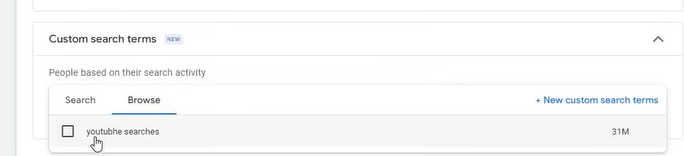 Custom search terms NEW
People based on their search activity
Search Browse + New custom search terms
youtubhe searches 31M